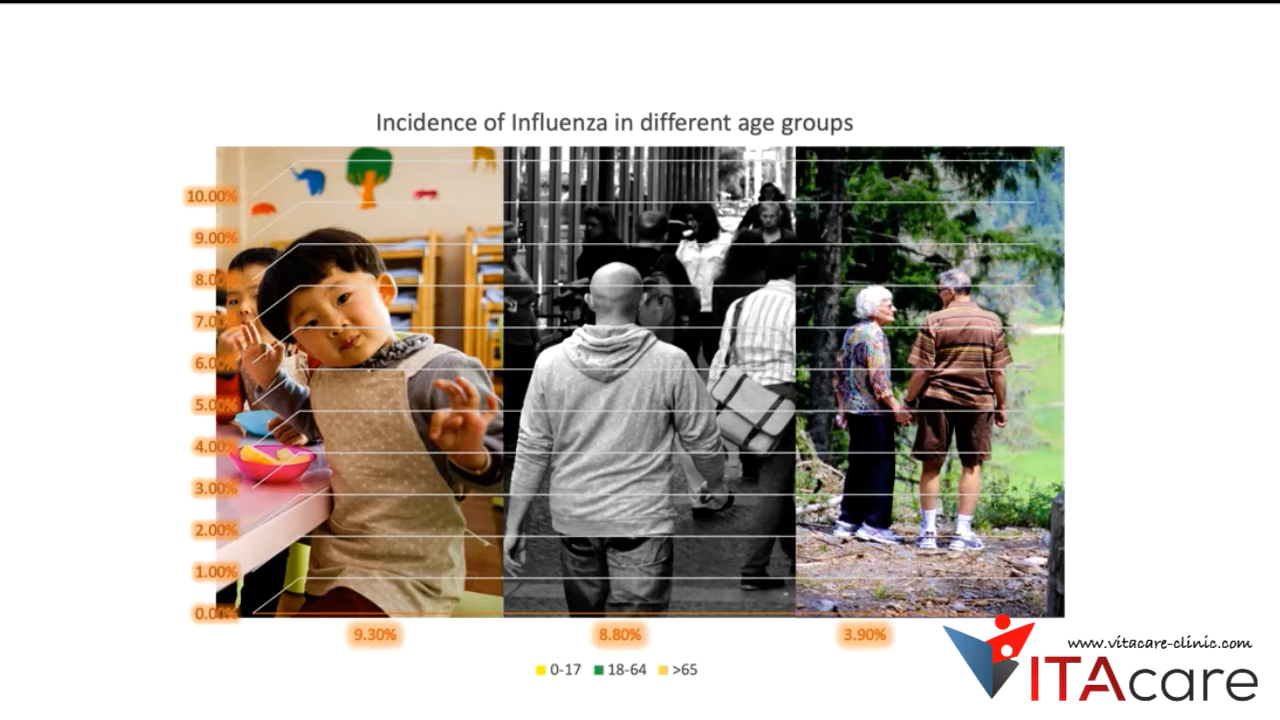 Incidence of Influenza in different age groups
10.00%
9.00%
8.00
7.0
6.00%
5.00%
4.00%
3.00%
2.00%
1.00%
0.00%
9.30% 8.80% 3.90%
0-17 18-64 >65
www.vitacare-clinic.com
VITAcare